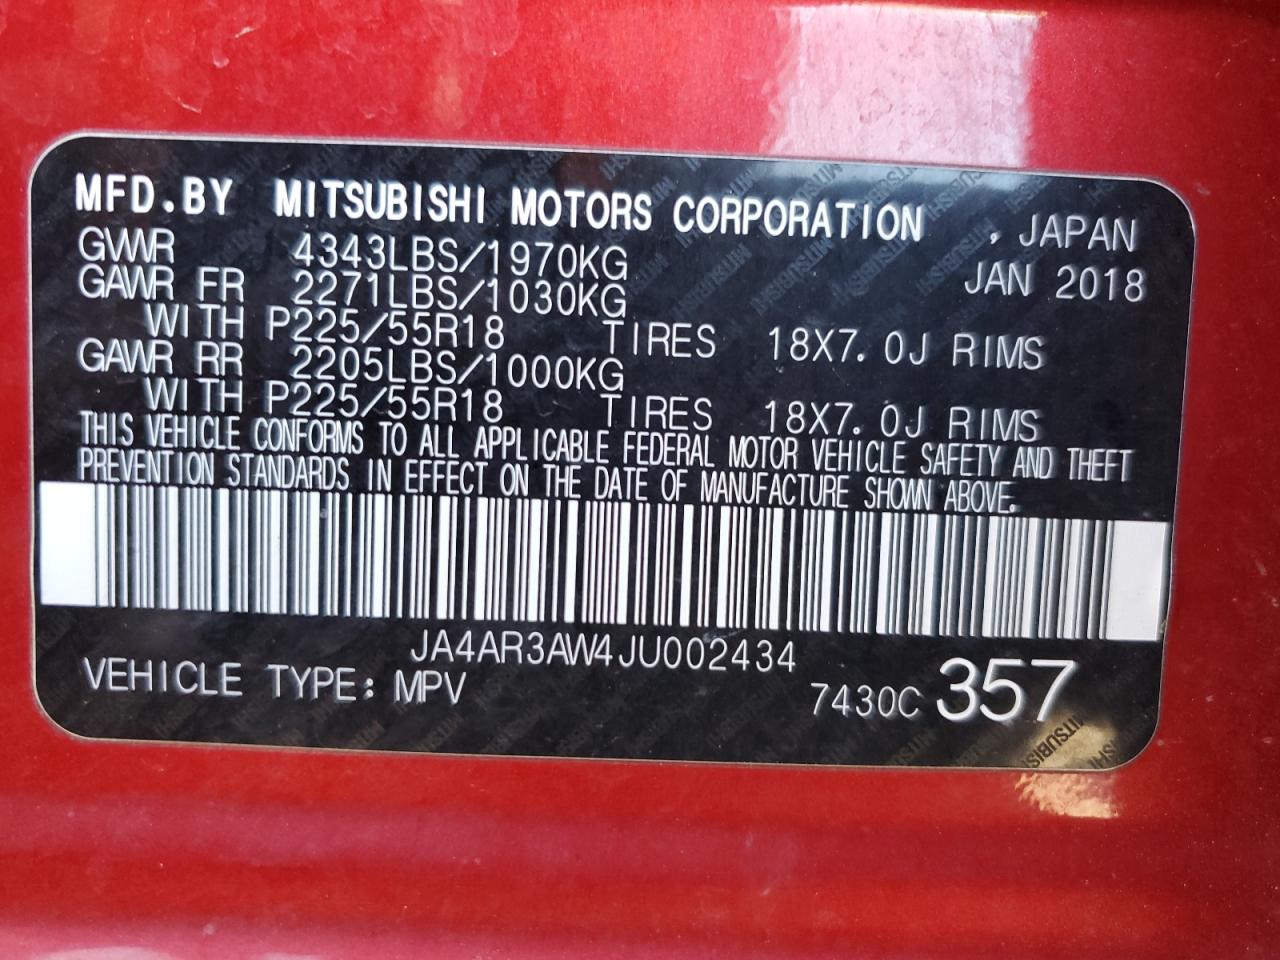 MFD.BY MITSUBISHI MOTORS CORPORATION , JAPAN
GVWR 4343LBS/1970KG JAN 2018
GAWR FR 2271LBS/1030KG
WITH P225/55R18 TIRES 18X7.0J RIMS
GAWR RR 2205LBS/1000KG
WITH P225/55R18 TIRES 18X7.0J RIMS
THIS VEHICLE CONFORMS TO ALL APPLICABLE FEDERAL MOTOR VEHICLE SAFETY AND THEFT
PREVENTION STANDARDS IN EFFECT ON THE DATE OF MANUFACTURE SHOWN ABOVE.
JA4AR3AW4JU002434
VEHICLE TYPE: MPV 7430C 357